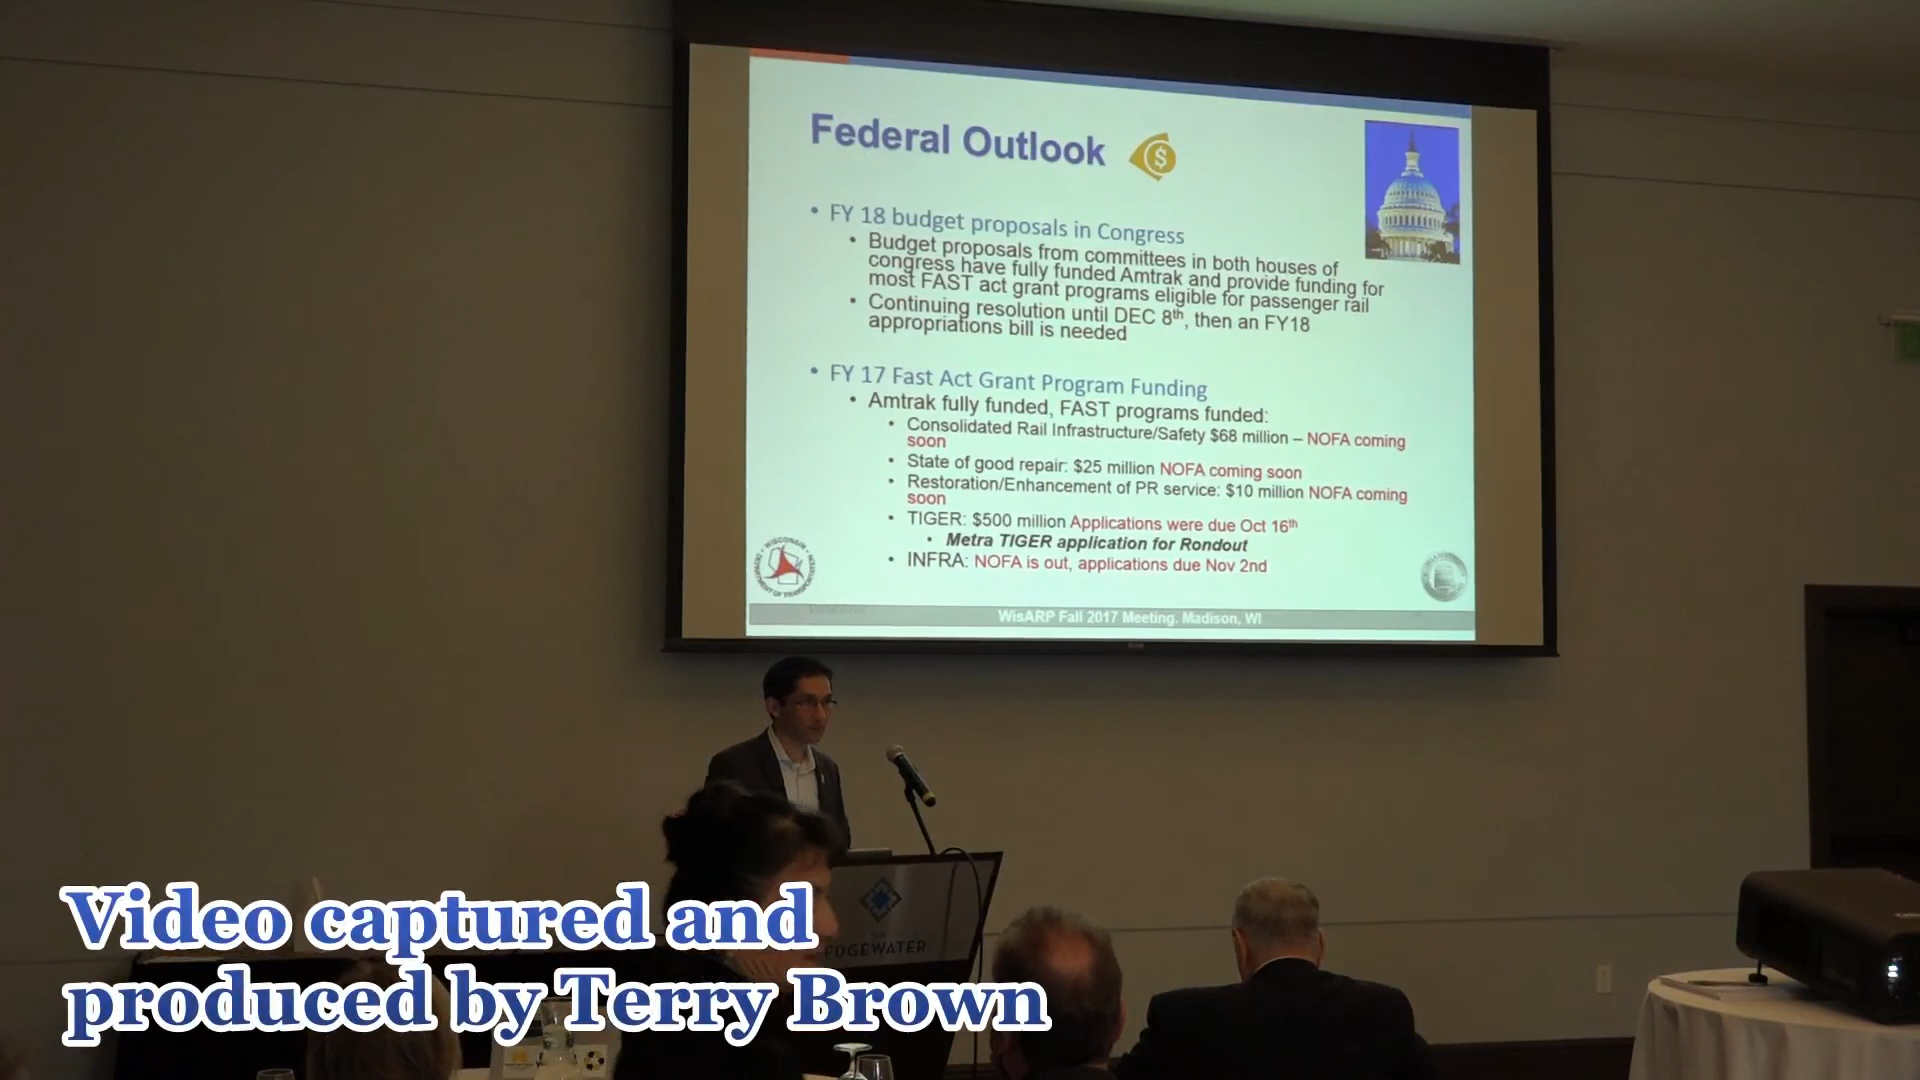 Federal Outlook
$
• FY 18 budget proposals in Congress
• Budget proposals from committees in both houses of
congress have fully funded Amtrak and provide funding for
most FAST act grant programs eligible for passenger rail
• Continuing resolution until DEC 8th, then an FY18
appropriations bill is needed
• FY 17 Fast Act Grant Program Funding
• Amtrak fully funded, FAST programs funded:
• Consolidated Rail Infrastructure/Safety $68 million – NOFA coming
soon
• State of good repair: $25 million NOFA coming soon
• Restoration/Enhancement of PR service: $10 million NOFA coming
soon
• TIGER: $500 million Applications were due Oct 16th
• Metra TIGER application for Rondout
• INFRA: NOFA is out, applications due Nov 2nd
WISCONSIN
DEPARTMENT OF TRANSPORTATION
WisARP Fall 2017 Meeting. Madison, WI
EDGEWATER
Video captured and
produced by Terry Brown